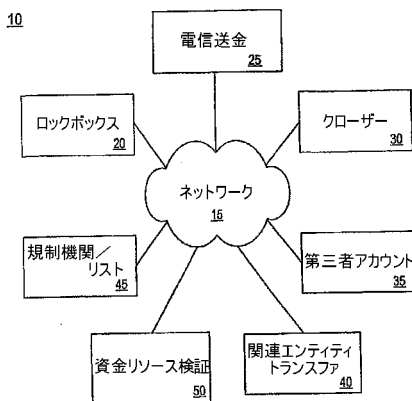 10
電信送金
25
ロックボックス
20
クローザー
30
ネットワーク
15
規制機関／
リスト
45
第三者アカウント
35
資金リソース検証
50
関連エンティティ
トランスファ
40